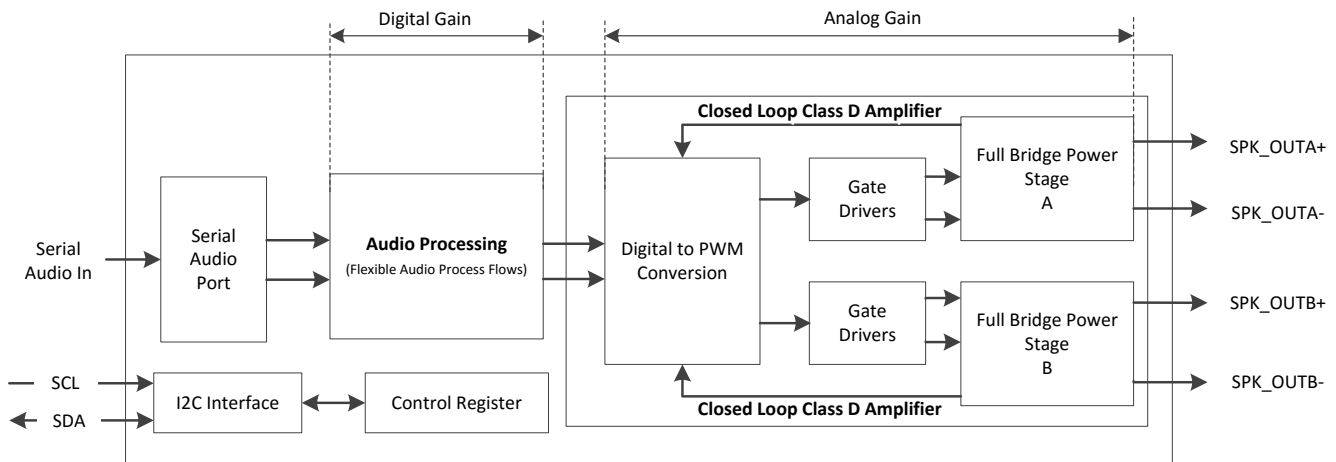 Digital Gain
Analog Gain
Closed Loop Class D Amplifier
Serial
Audio In
Serial
Audio
Port
Audio Processing
(Flexible Audio Process Flows)
Digital to PWM
Conversion
Gate
Drivers
Full Bridge Power
Stage
A
SPK_OUTA+
SPK_OUTA-
Gate
Drivers
Full Bridge Power
Stage
B
SPK_OUTB+
SPK_OUTB-
Closed Loop Class D Amplifier
SCL
SDA
I2C Interface
Control Register